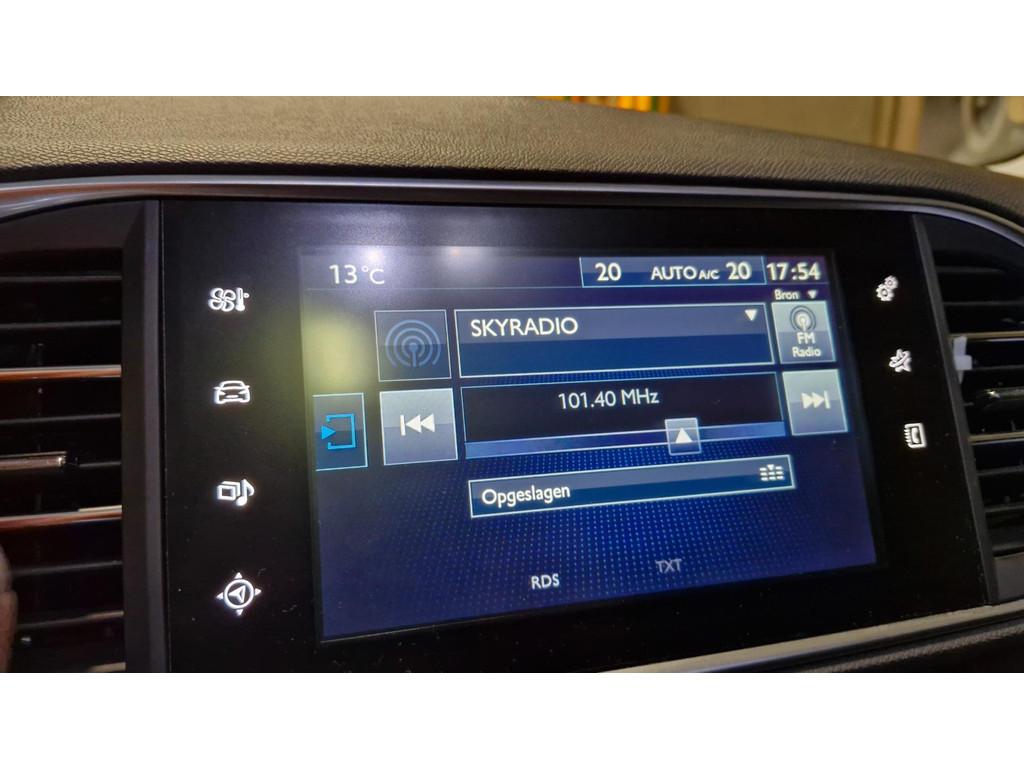 13 °C
20 AUTO A/C 20 17:54
Bron
SKYRADIO
FM
Radio
101.40 MHz
Opgeslagen
RDS
TXT